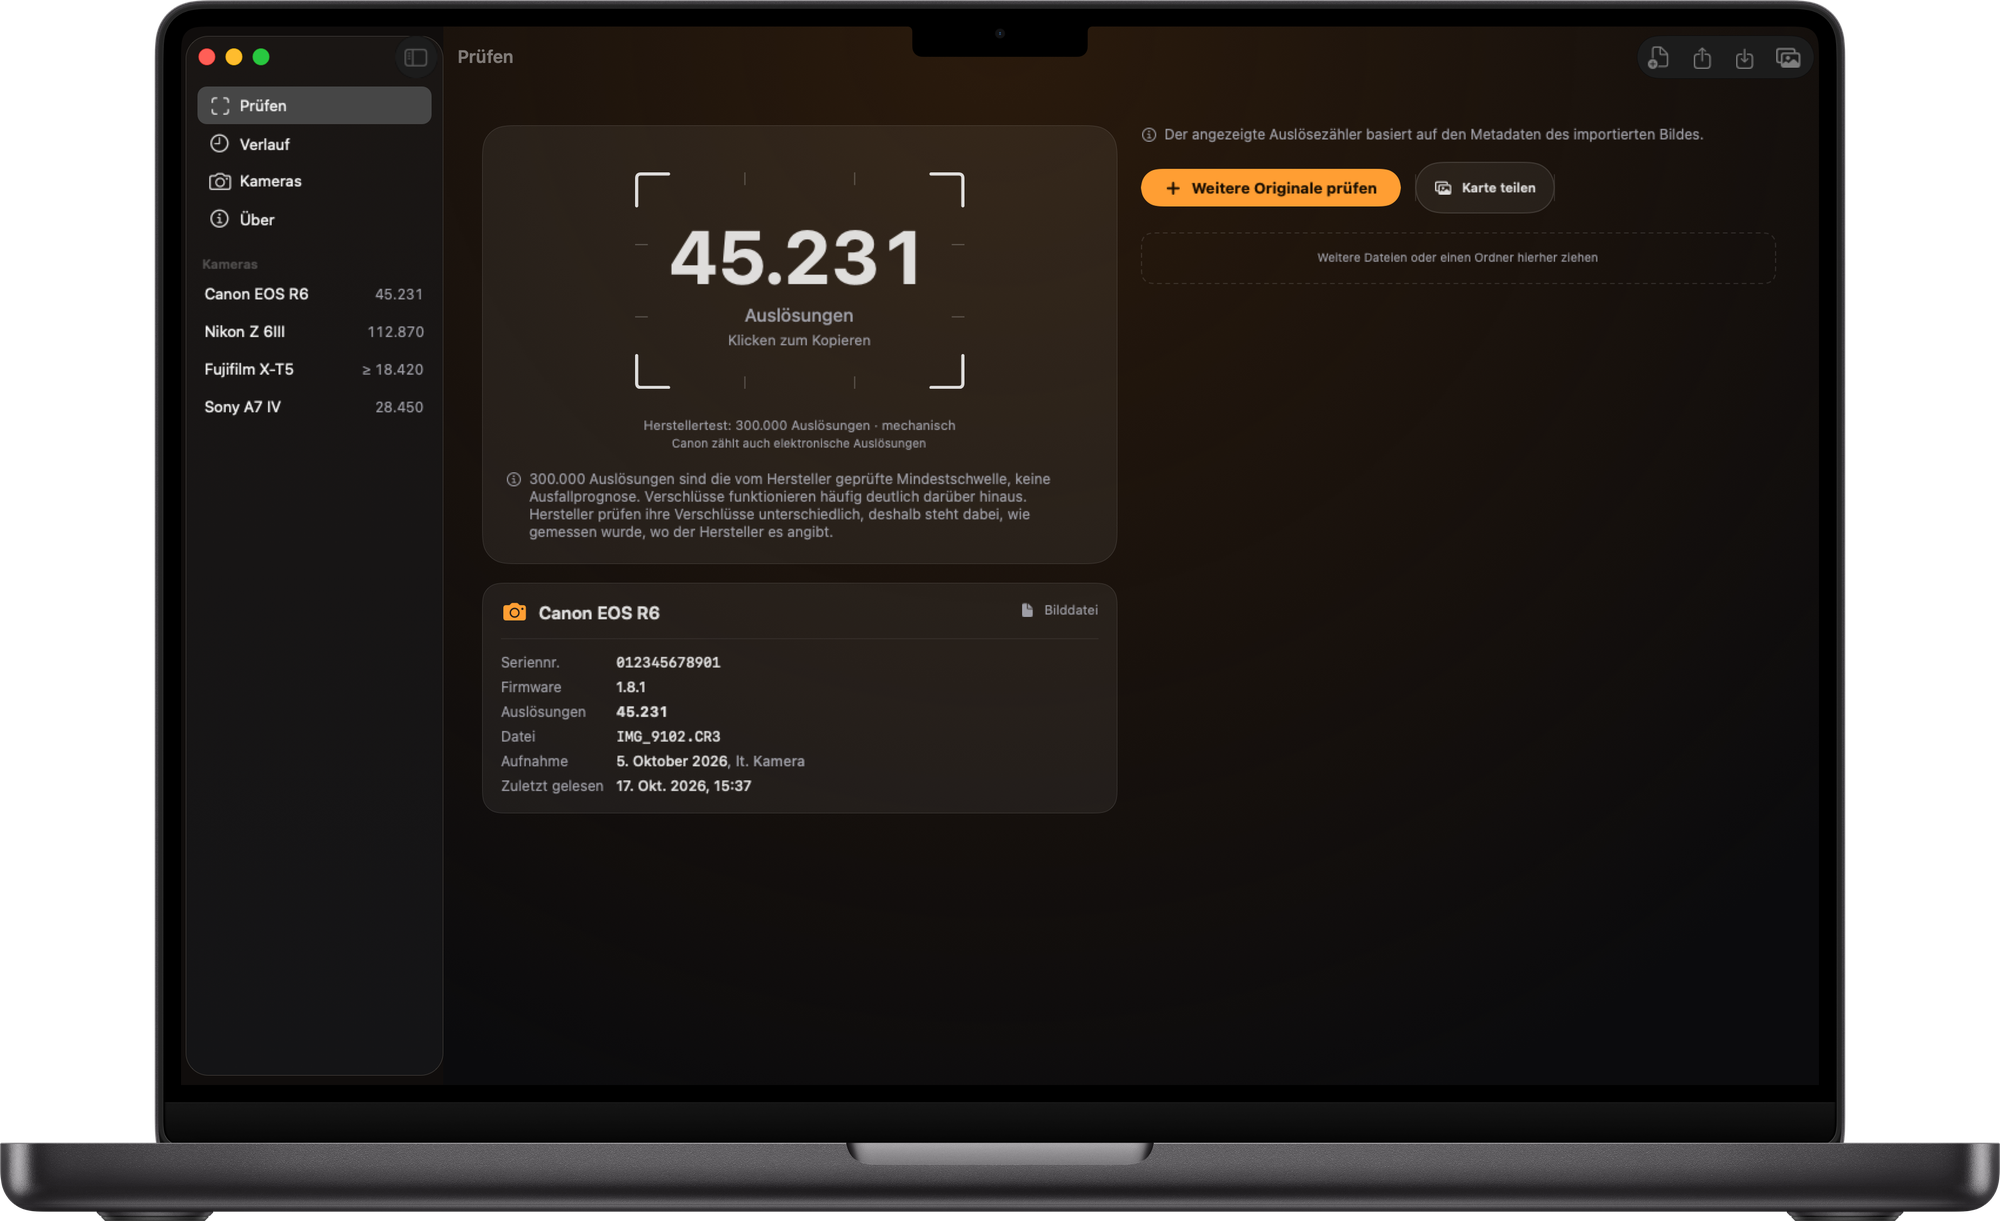 Prüfen
Prüfen
Verlauf
Kameras
Über
Kameras
Canon EOS R6 45.231
Nikon Z 6III 112.870
Fujifilm X-T5 ≥ 18.420
Sony A7 IV 28.450
45.231
Auslösungen
Klicken zum Kopieren
Herstellertest: 300.000 Auslösungen · mechanisch
Canon zählt auch elektronische Auslösungen
300.000 Auslösungen sind die vom Hersteller geprüfte Mindestschwelle, keine
Ausfallprognose. Verschlüsse funktionieren häufig deutlich darüber hinaus.
Hersteller prüfen ihre Verschlüsse unterschiedlich, deshalb steht dabei, wie
gemessen wurde, wo der Hersteller es angibt.
Canon EOS R6 Bilddatei
Seriennr. 012345678901
Firmware 1.8.1
Auslösungen 45.231
Datei IMG_9102.CR3
Aufnahme 5. Oktober 2026, lt. Kamera
Zuletzt gelesen 17. Okt. 2026, 15:37
Der angezeigte Auslösezähler basiert auf den Metadaten des importierten Bildes.
+ Weitere Originale prüfen
Karte teilen
Weitere Dateien oder einen Ordner hierher ziehen